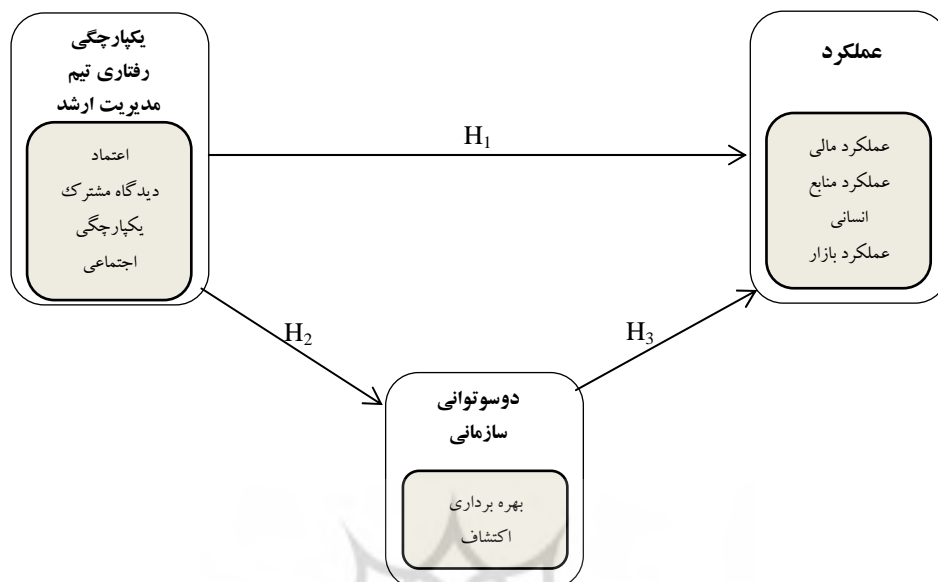 یکپارچگی
رفتاری تیم
مدیریت ارشد
اعتماد
دیدگاه مشترک
یکپارچگی
اجتماعی
H₁
عملکرد
عملکرد مالی
عملکرد منابع
انسانی
عملکرد بازار
H₂
H₃
دوسوتوانی
سازمانی
بهره برداری
اکتشاف